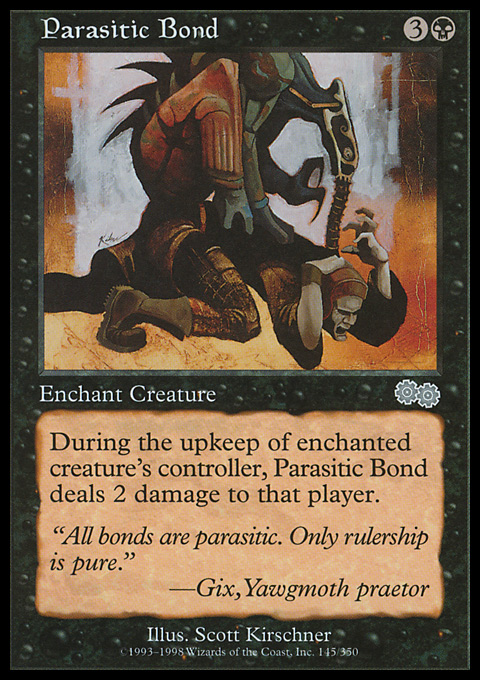 Parasitic Bond 3
Enchant Creature
During the upkeep of enchanted
creature's controller, Parasitic Bond
deals 2 damage to that player.
“All bonds are parasitic. Only rulership
is pure.”
—Gix, Yawgmoth praetor
Illus. Scott Kirschner
©1993-1998 Wizards of the Coast, Inc. 145/350